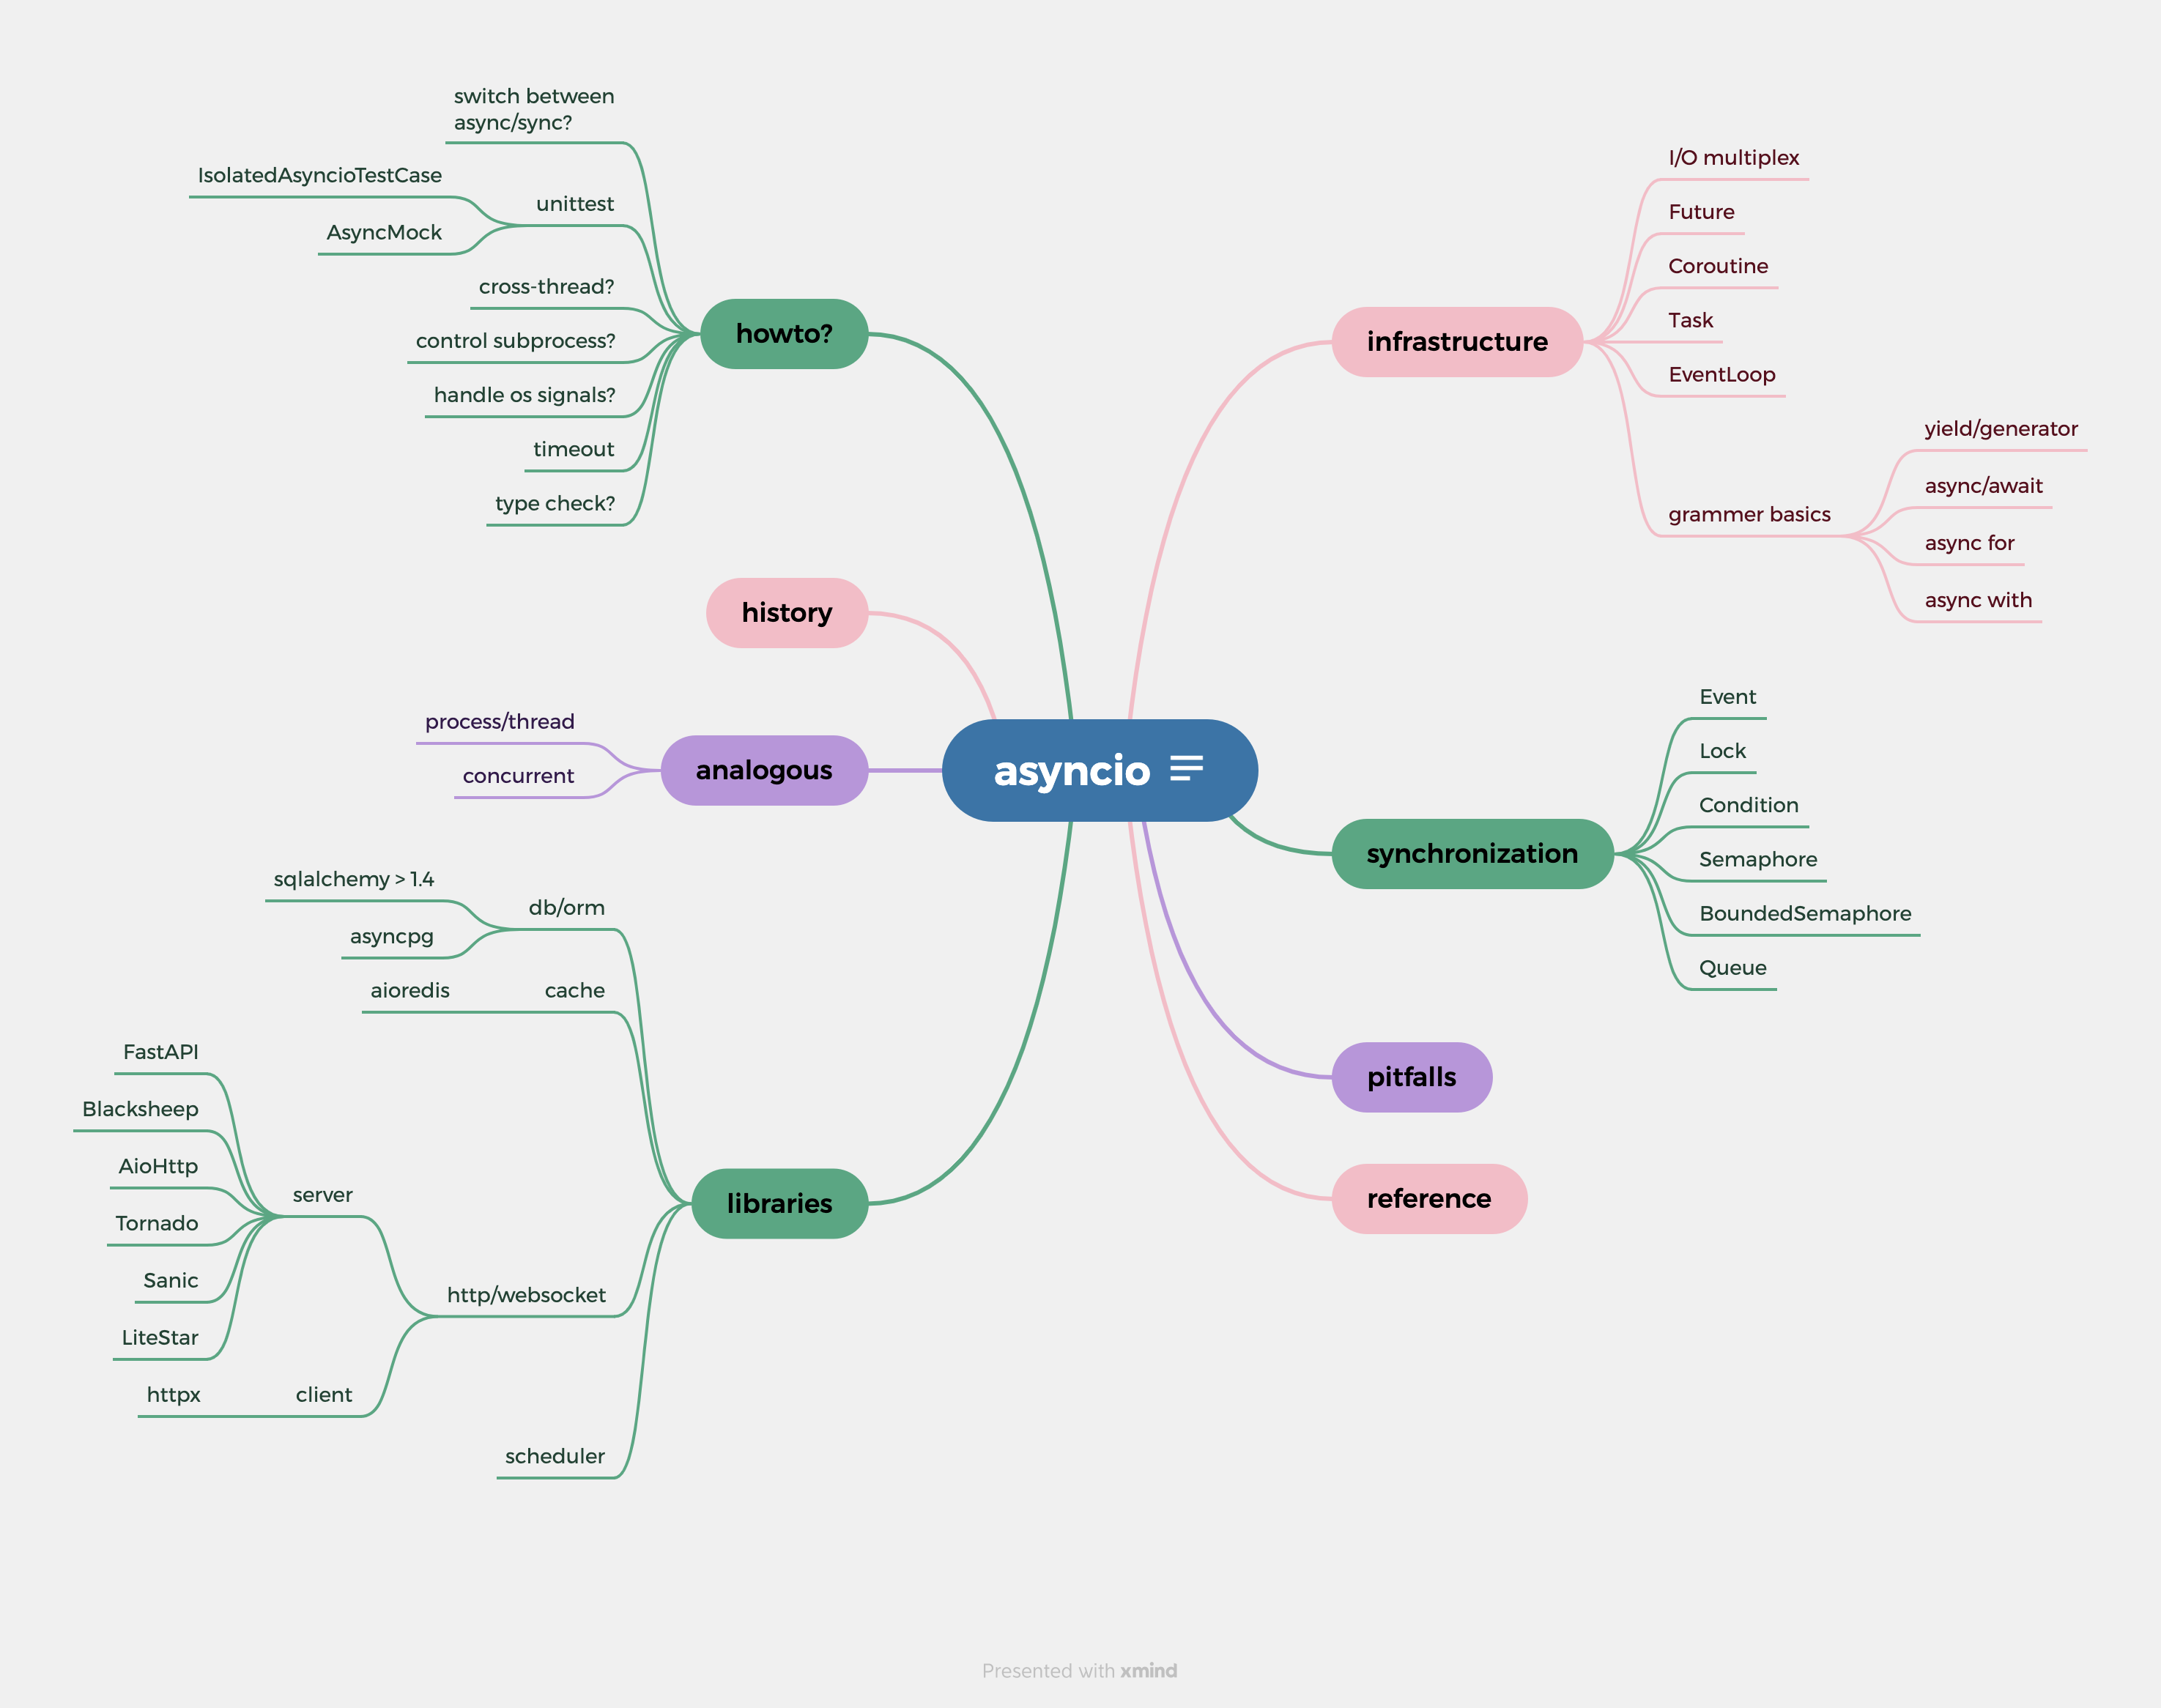 asyncio
infrastructure
I/O multiplex
Future
Coroutine
Task
EventLoop
grammer basics
yield/generator
async/await
async for
async with
synchronization
Event
Lock
Condition
Semaphore
BoundedSemaphore
Queue
pitfalls
reference
howto?
switch between
async/sync?
unittest
IsolatedAsyncioTestCase
AsyncMock
cross-thread?
control subprocess?
handle os signals?
timeout
type check?
history
analogous
process/thread
concurrent
libraries
db/orm
sqlalchemy > 1.4
asyncpg
cache
aioredis
http/websocket
server
FastAPI
Blacksheep
AioHttp
Tornado
Sanic
LiteStar
client
httpx
scheduler
Presented with xmind